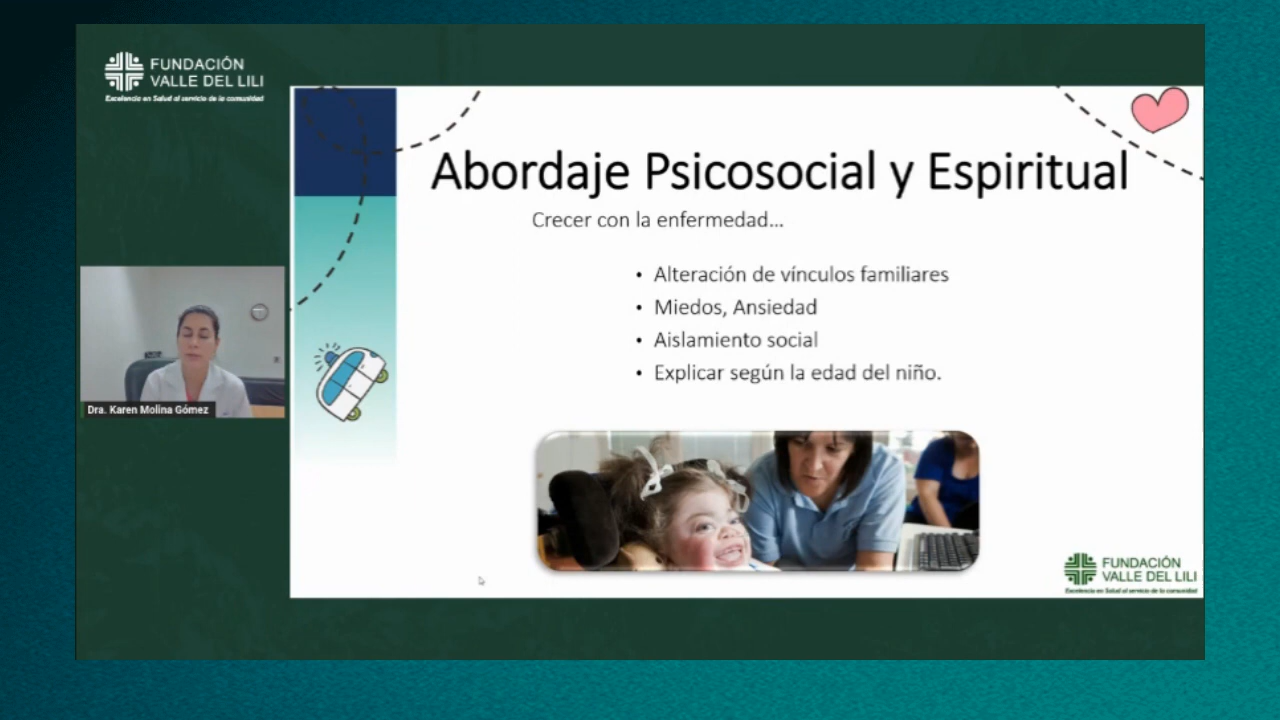 FUNDACIÓN
VALLE DEL LILI
Excelencia en Salud al servicio de la comunidad
Abordaje Psicosocial y Espiritual
Crecer con la enfermedad...
• Alteración de vínculos familiares
• Miedos, Ansiedad
• Aislamiento social
• Explicar según la edad del niño.
Dra. Karen Molina Gómez
FUNDACIÓN
VALLE DEL LILI
Excelencia en Salud al servicio de la comunidad